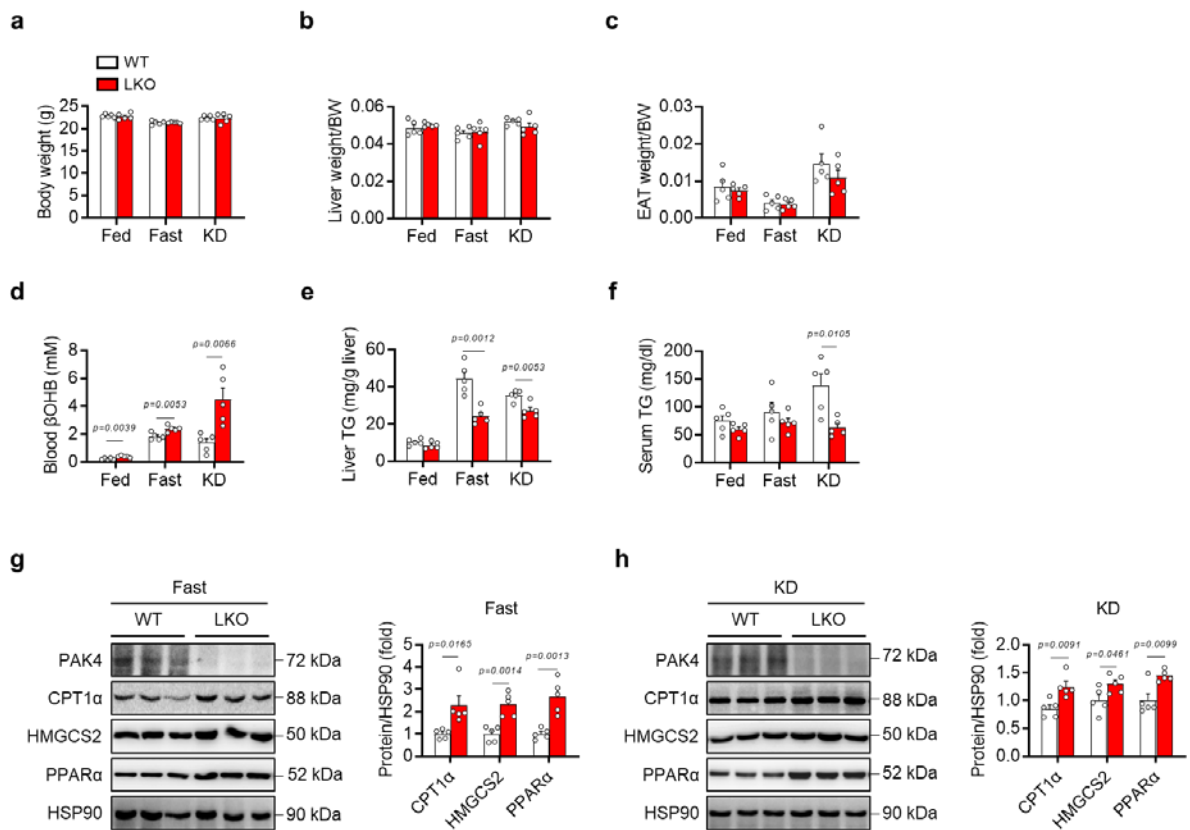 a
WT
LKO
Body weight (g)
25
20
15
10
5
0
Fed Fast KD
b
Liver weight/BW
0.06
0.04
0.02
0.00
Fed Fast KD
c
EAT weight/BW
0.03
0.02
0.01
0.00
Fed Fast KD
d
Blood βOHB (mM)
8
6
4
2
0
p=0.0039
p=0.0053
p=0.0066
Fed Fast KD
e
Liver TG (mg/g liver)
60
40
20
0
p=0.0012
p=0.0053
Fed Fast KD
f
Serum TG (mg/dl)
200
150
100
50
0
p=0.0105
Fed Fast KD
g
Fast
WT LKO
PAK4 72 kDa
CPT1α 88 kDa
HMGCS2 50 kDa
PPARα 52 kDa
HSP90 90 kDa
Fast
Protein/HSP90 (fold)
5
4
3
2
1
0
p=0.0165
p=0.0014
p=0.0013
CPT1α
HMGCS2
PPARα
h
KD
WT LKO
PAK4 72 kDa
CPT1α 88 kDa
HMGCS2 50 kDa
PPARα 52 kDa
HSP90 90 kDa
KD
Protein/HSP90 (fold)
2.0
1.5
1.0
0.5
0.0
p=0.0091
p=0.0461
p=0.0099
CPT1α
HMGCS2
PPARα